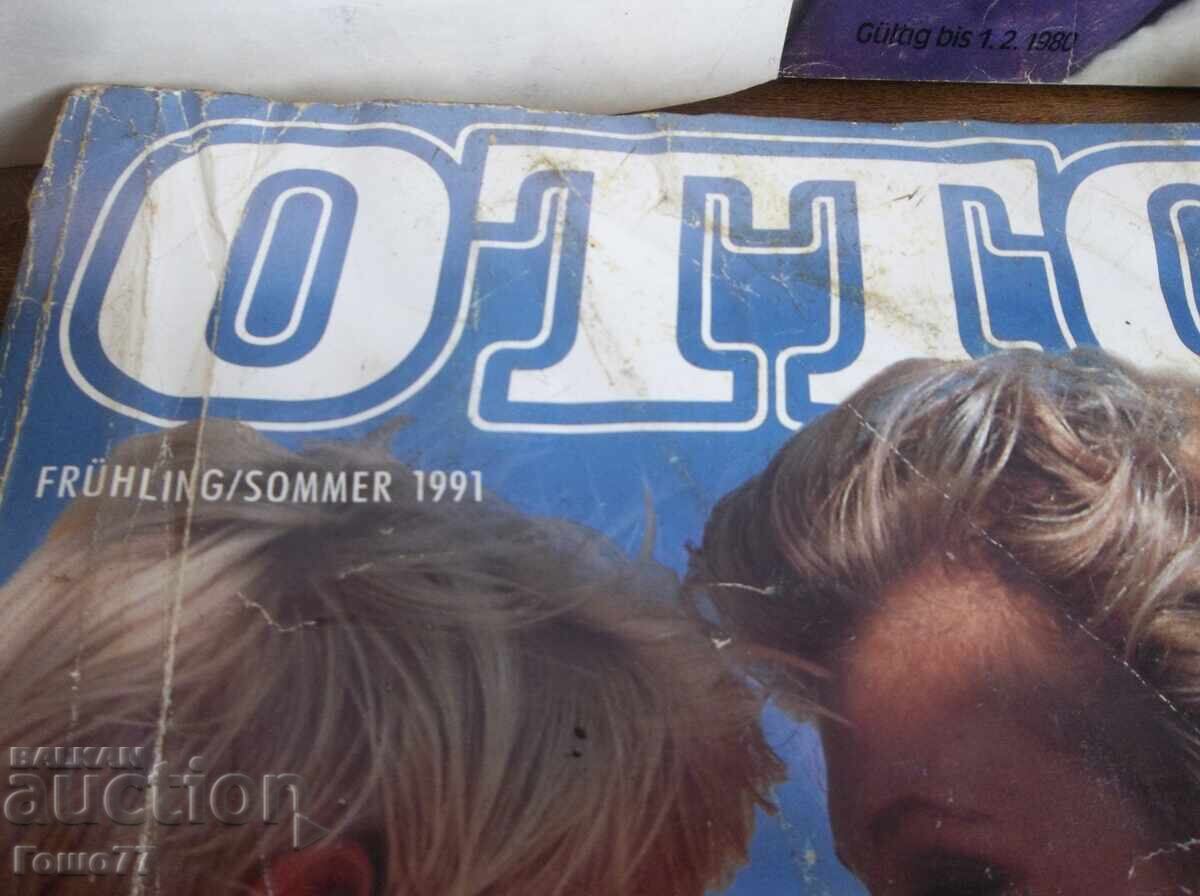 Gültig bis 1. 2. 1980
OTTO
FRÜHLING/SOMMER 1991
BALKAN
auction
Гошо77